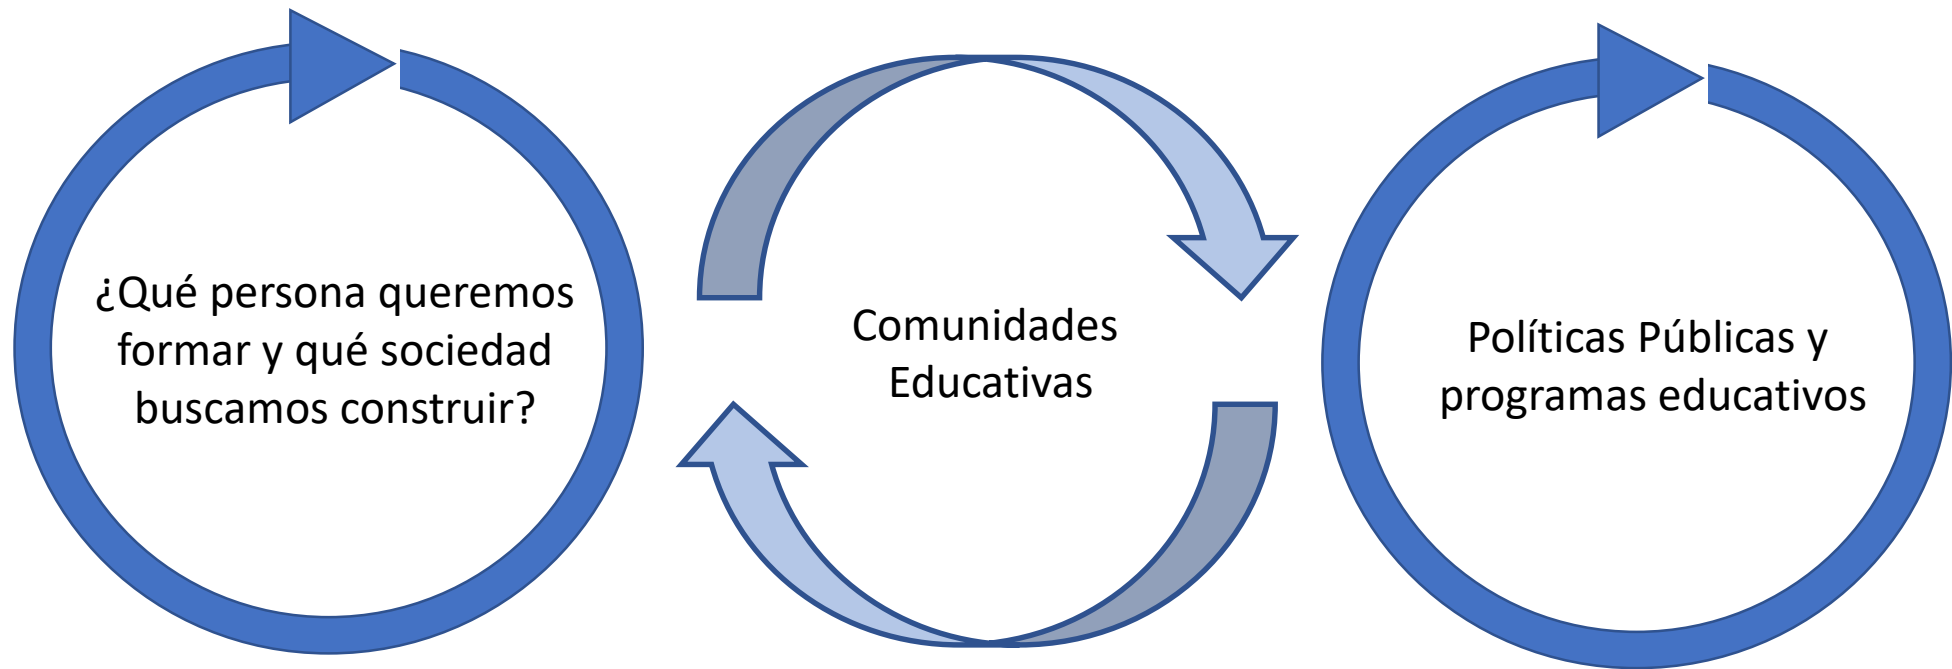 ¿Qué persona queremos
formar y qué sociedad
buscamos construir?
Comunidades
Educativas
Políticas Públicas y
programas educativos